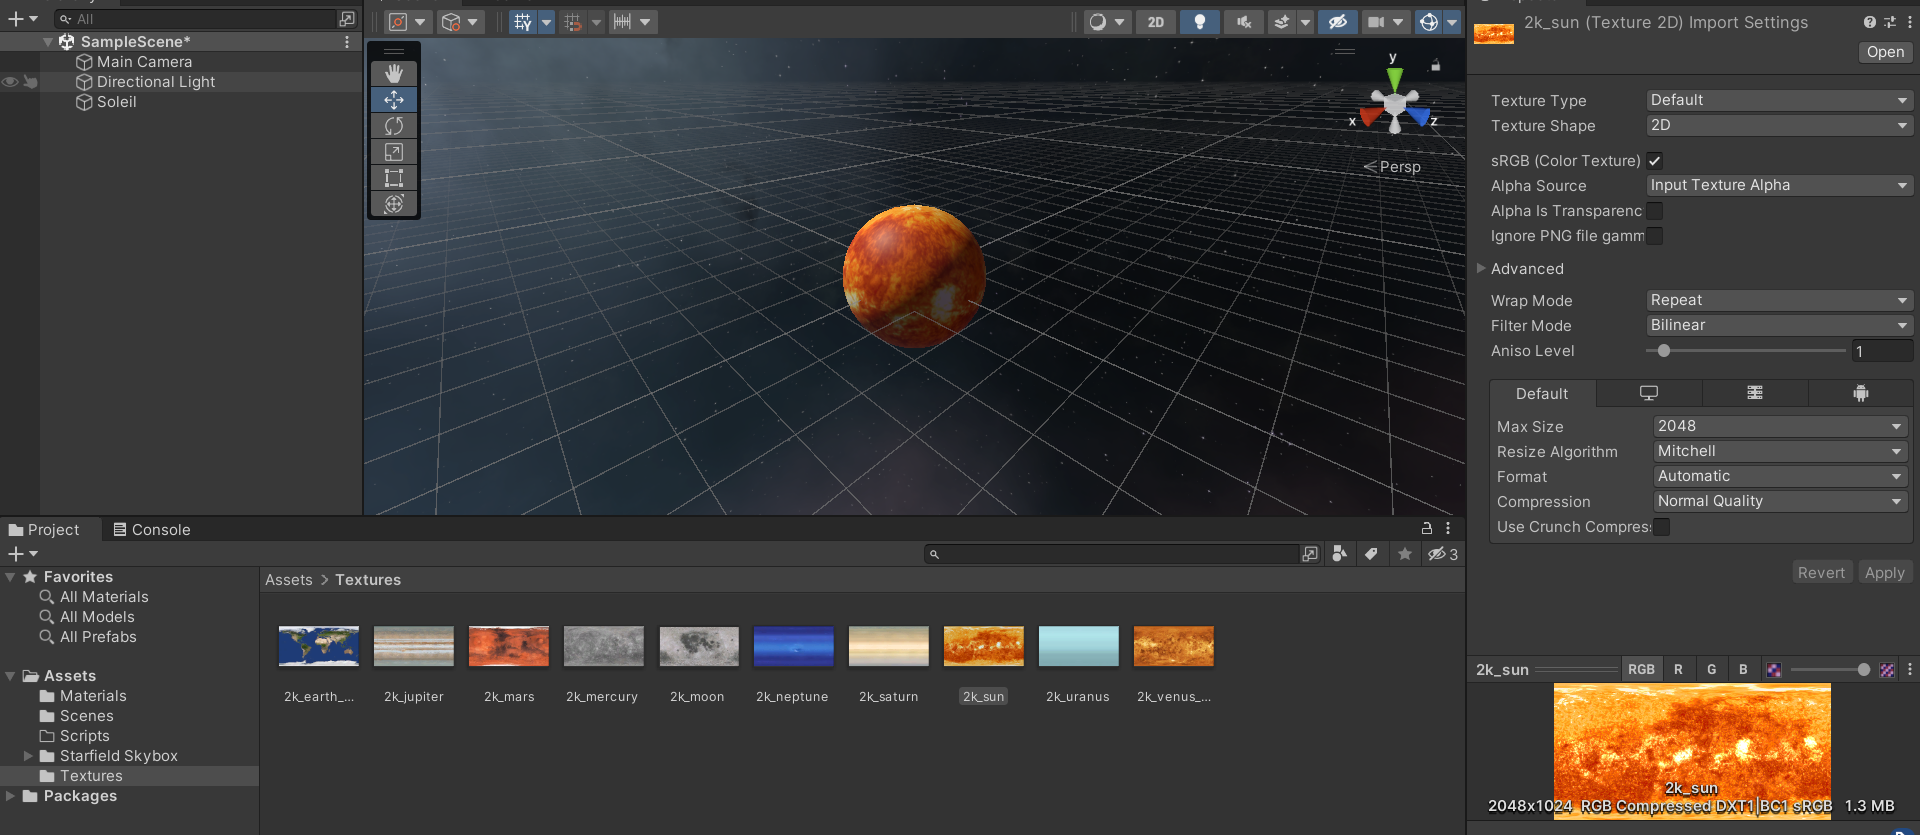 All
SampleScene*
Main Camera
Directional Light
Soleil
2D
y
x
z
Persp
2k_sun (Texture 2D) Import Settings
Open
Texture Type Default
Texture Shape 2D
sRGB (Color Texture)
Alpha Source Input Texture Alpha
Alpha Is Transparenc
Ignore PNG file gamm
Advanced
Wrap Mode Repeat
Filter Mode Bilinear
Aniso Level 1
Default
Max Size 2048
Resize Algorithm Mitchell
Format Automatic
Compression Normal Quality
Use Crunch Compres
Revert Apply
Project Console
3
Favorites
All Materials
All Models
All Prefabs
Assets
Materials
Scenes
Scripts
Starfield Skybox
Textures
Packages
Assets > Textures
2k_earth_... 2k_jupiter 2k_mars 2k_mercury 2k_moon 2k_neptune 2k_saturn 2k_sun 2k_uranus 2k_venus_...
2k_sun RGB R G B
2k_sun
2048x1024 RGB Compressed DXT1|BC1 sRGB 1.3 MB